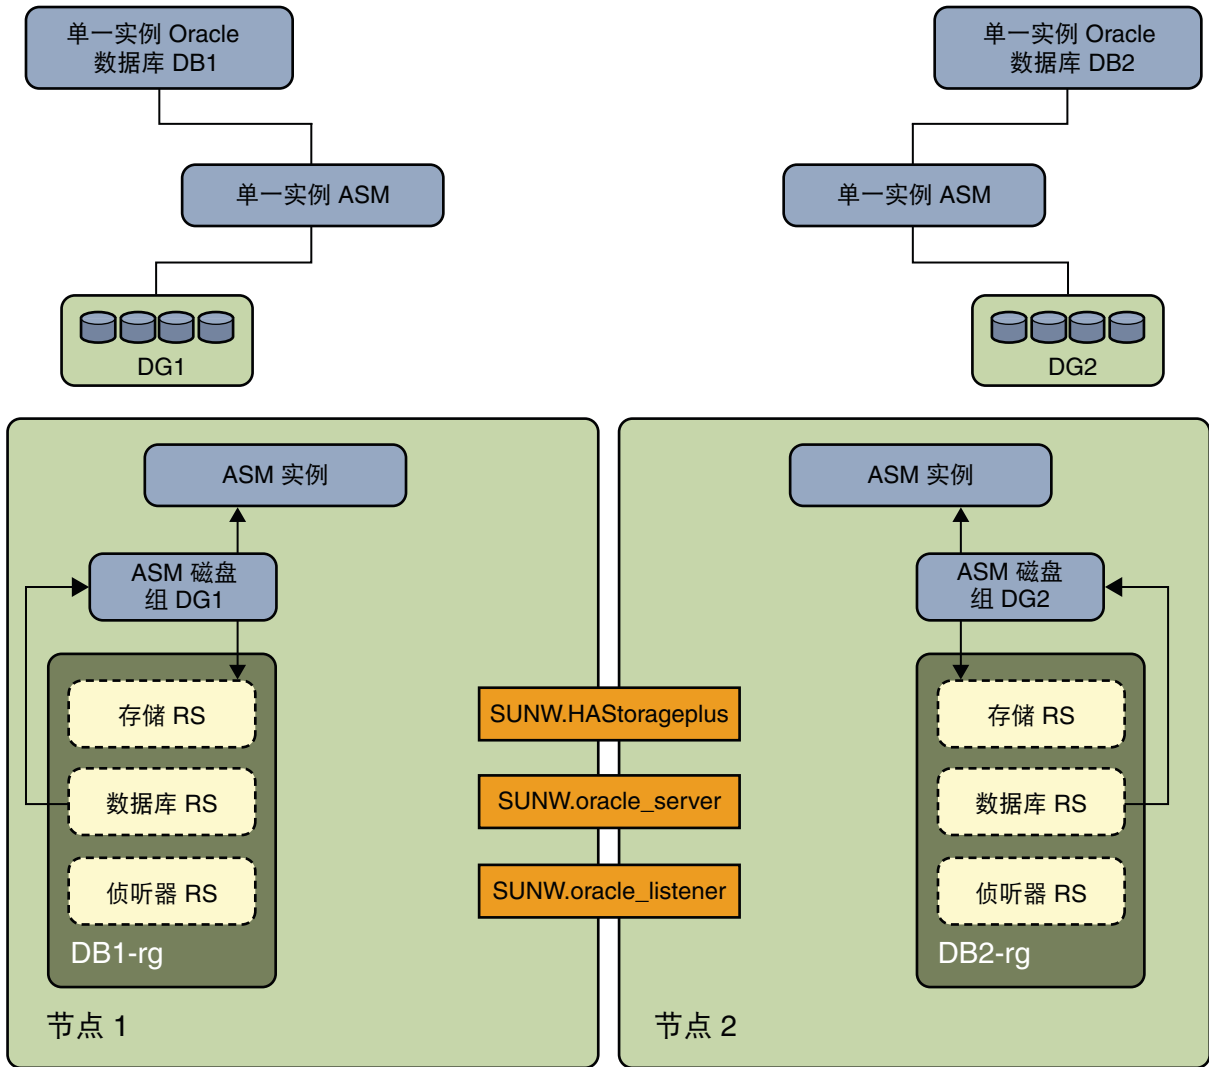 单一实例 Oracle
数据库 DB1
单一实例 Oracle
数据库 DB2
单一实例 ASM
单一实例 ASM
DG1
DG2
ASM 实例
ASM 实例
ASM 磁盘
组 DG1
ASM 磁盘
组 DG2
存储 RS
SUNW.HAStorageplus
存储 RS
数据库 RS
SUNW.oracle_server
数据库 RS
侦听器 RS
SUNW.oracle_listener
侦听器 RS
DB1-rg
DB2-rg
节点 1
节点 2